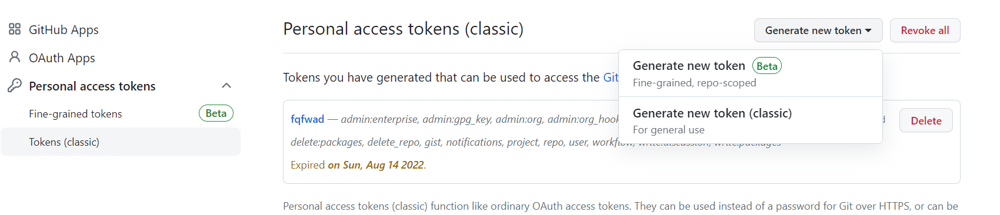 GitHub Apps
OAuth Apps
Personal access tokens
Fine-grained tokens Beta
Tokens (classic)
Personal access tokens (classic)
Generate new token
Revoke all
Generate new token Beta
Fine-grained, repo-scoped
Generate new token (classic)
For general use
Tokens you have generated that can be used to access the Git
fqfwad — admin:enterprise, admin:gpg_key, admin:org, admin:org_hook
Delete
delete:packages, delete_repo, gist, notifications, project, repo, user, workflow, write:discussion, write:packages
Expired on Sun, Aug 14 2022.
Personal access tokens (classic) function like ordinary OAuth access tokens. They can be used instead of a password for Git over HTTPS, or can be